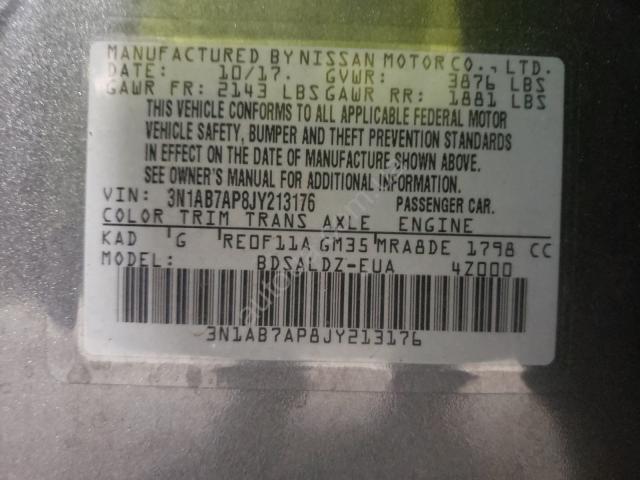 MANUFACTURED BY NISSAN MOTOR CO., LTD.
DATE: 10/17. GVWR: 3876 LBS
GAWR FR: 2143 LBS GAWR RR: 1881 LBS
THIS VEHICLE CONFORMS TO ALL APPLICABLE FEDERAL MOTOR
VEHICLE SAFETY, BUMPER AND THEFT PREVENTION STANDARDS
IN EFFECT ON THE DATE OF MANUFACTURE SHOWN ABOVE.
SEE OWNER'S MANUAL FOR ADDITIONAL INFORMATION.
VIN: 3N1AB7AP8JY213176 PASSENGER CAR.
COLOR TRIM TRANS AXLE ENGINE
KAD G RE0F11A GM35 MRA8DE 1798 CC
MODEL: BDSALDZ-EUA 4Z000
3N1AB7AP8JY213176